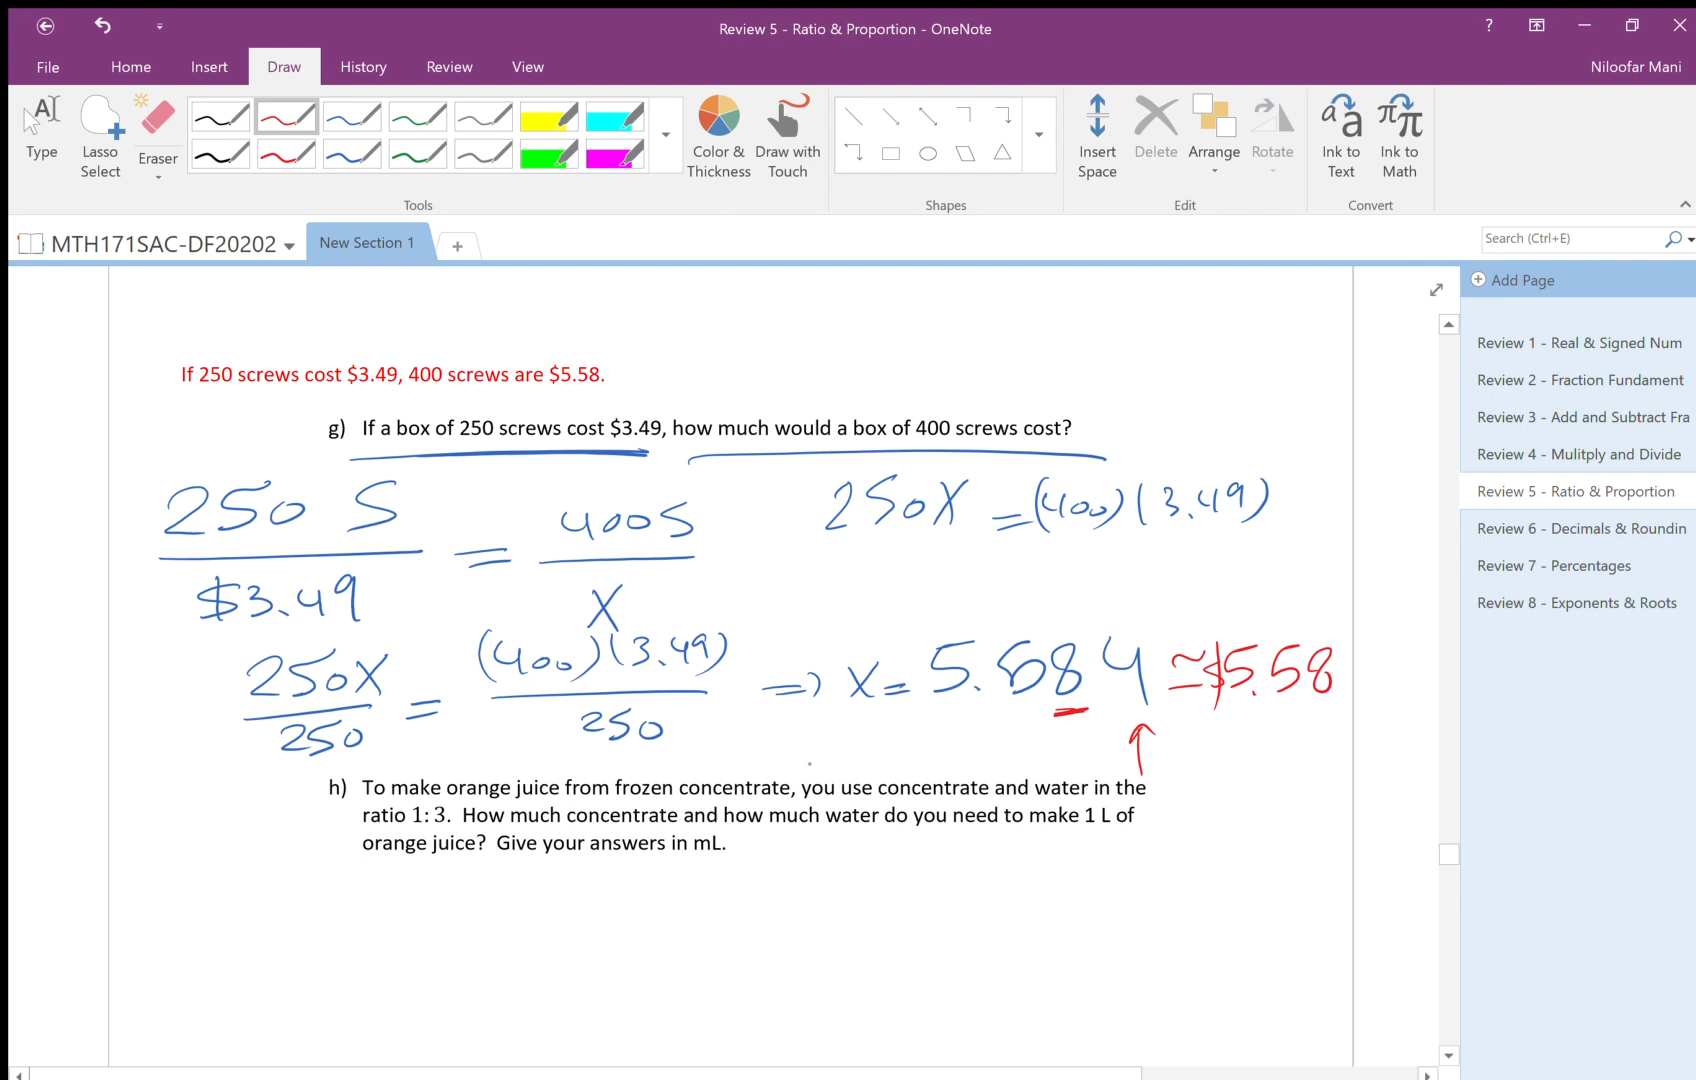 Review 5 - Ratio & Proportion - OneNote
?
File Home Insert Draw History Review View
Niloofar Mani
Type
Lasso Select
Eraser
Color & Thickness
Draw with Touch
Insert Space
Delete
Arrange
Rotate
Ink to Text
Ink to Math
Tools
Shapes
Edit
Convert
MTH171SAC-DF20202
New Section 1
+
Search (Ctrl+E)
Add Page
Review 1 - Real & Signed Num
Review 2 - Fraction Fundament
Review 3 - Add and Subtract Fra
Review 4 - Mulitply and Divide
Review 5 - Ratio & Proportion
Review 6 - Decimals & Roundin
Review 7 - Percentages
Review 8 - Exponents & Roots
If 250 screws cost $3.49, 400 screws are $5.58.
g) If a box of 250 screws cost $3.49, how much would a box of 400 screws cost?
250 S = 400S
$3.49 X
250X = (400)(3.49)
250X = (400)(3.49) => X = 5.584 ≃ $5.58
250 250
h) To make orange juice from frozen concentrate, you use concentrate and water in the
ratio 1: 3. How much concentrate and how much water do you need to make 1 L of
orange juice? Give your answers in mL.